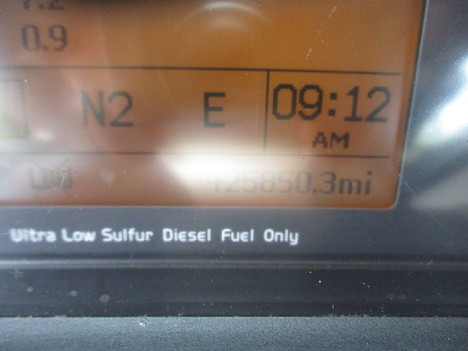 0.9
N2 E 09:12
AM
125850.3mi
Ultra Low Sulfur Diesel Fuel Only